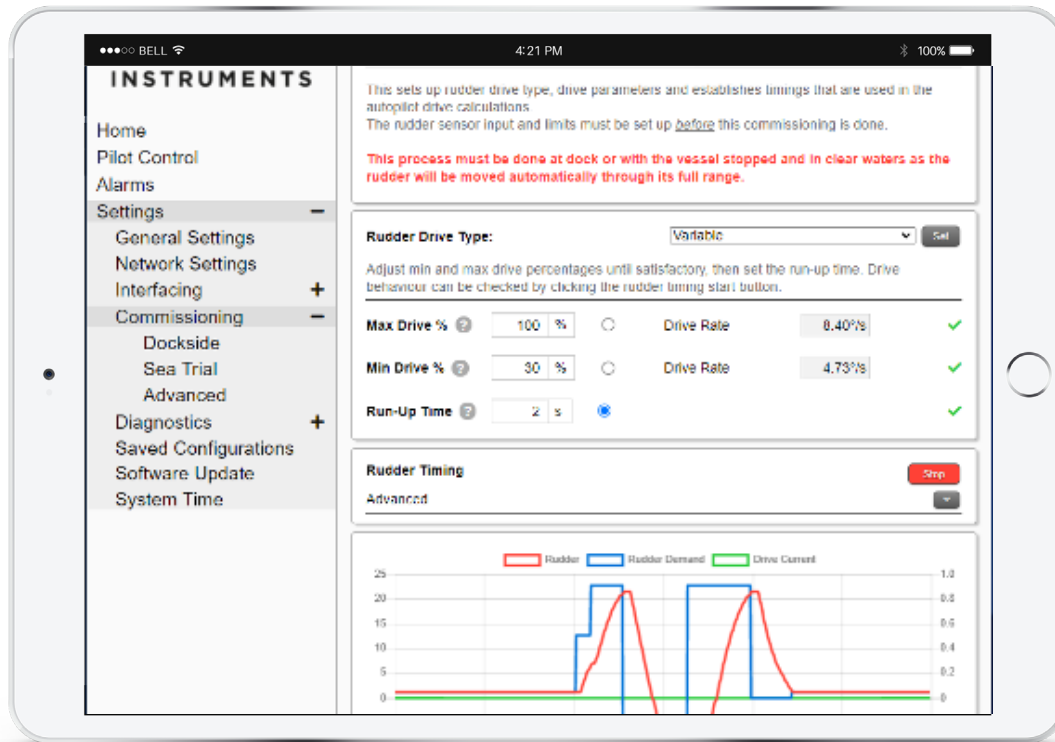 BELL
4:21 PM
100%
INSTRUMENTS
Home
Pilot Control
Alarms
Settings
General Settings
Network Settings
Interfacing
Commissioning
Dockside
Sea Trial
Advanced
Diagnostics
Saved Configurations
Software Update
System Time
This sets up rudder drive type, drive parameters and establishes timings that are used in the
autopilot drive calculations
The rudder sensor input and limits must be set up before this commissioning is done.
This process must be done at dock or with the vessel stopped and in clear waters as the
rudder will be moved automatically through its full range.
Rudder Drive Type:
Variable
Set
Adjust min and max drive percentages until satisfactory, then set the run-up time. Drive
behaviour can be checked by clicking the rudder timing start button.
Max Drive % ? 100 % Drive Rate 8.40°/s
Min Drive % ? 30 % Drive Rate 4.73°/s
Run-Up Time ? 2 s
Rudder Timing
Stop
Advanced
Rudder Rudder Demand Drive Current
25 1.0
20 0.8
15 0.6
10 0.4
5 0.2
0 0